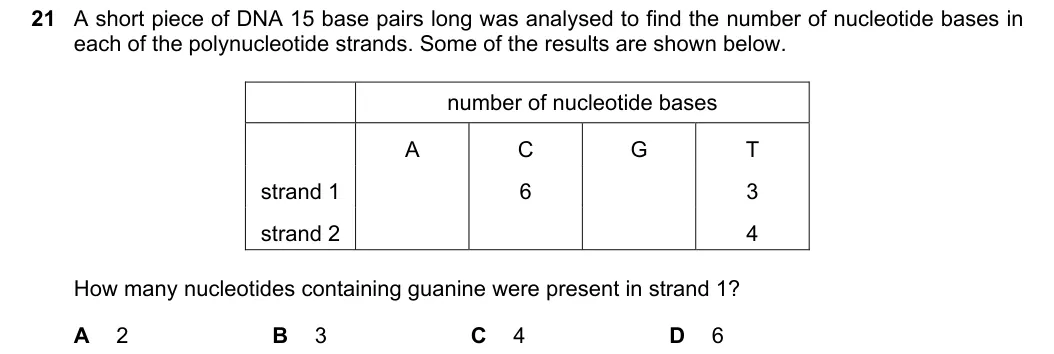 21 A short piece of DNA 15 base pairs long was analysed to find the number of nucleotide bases in
each of the polynucleotide strands. Some of the results are shown below.
number of nucleotide bases
A C G T
strand 1 6 3
strand 2 4
How many nucleotides containing guanine were present in strand 1?
A 2 B 3 C 4 D 6